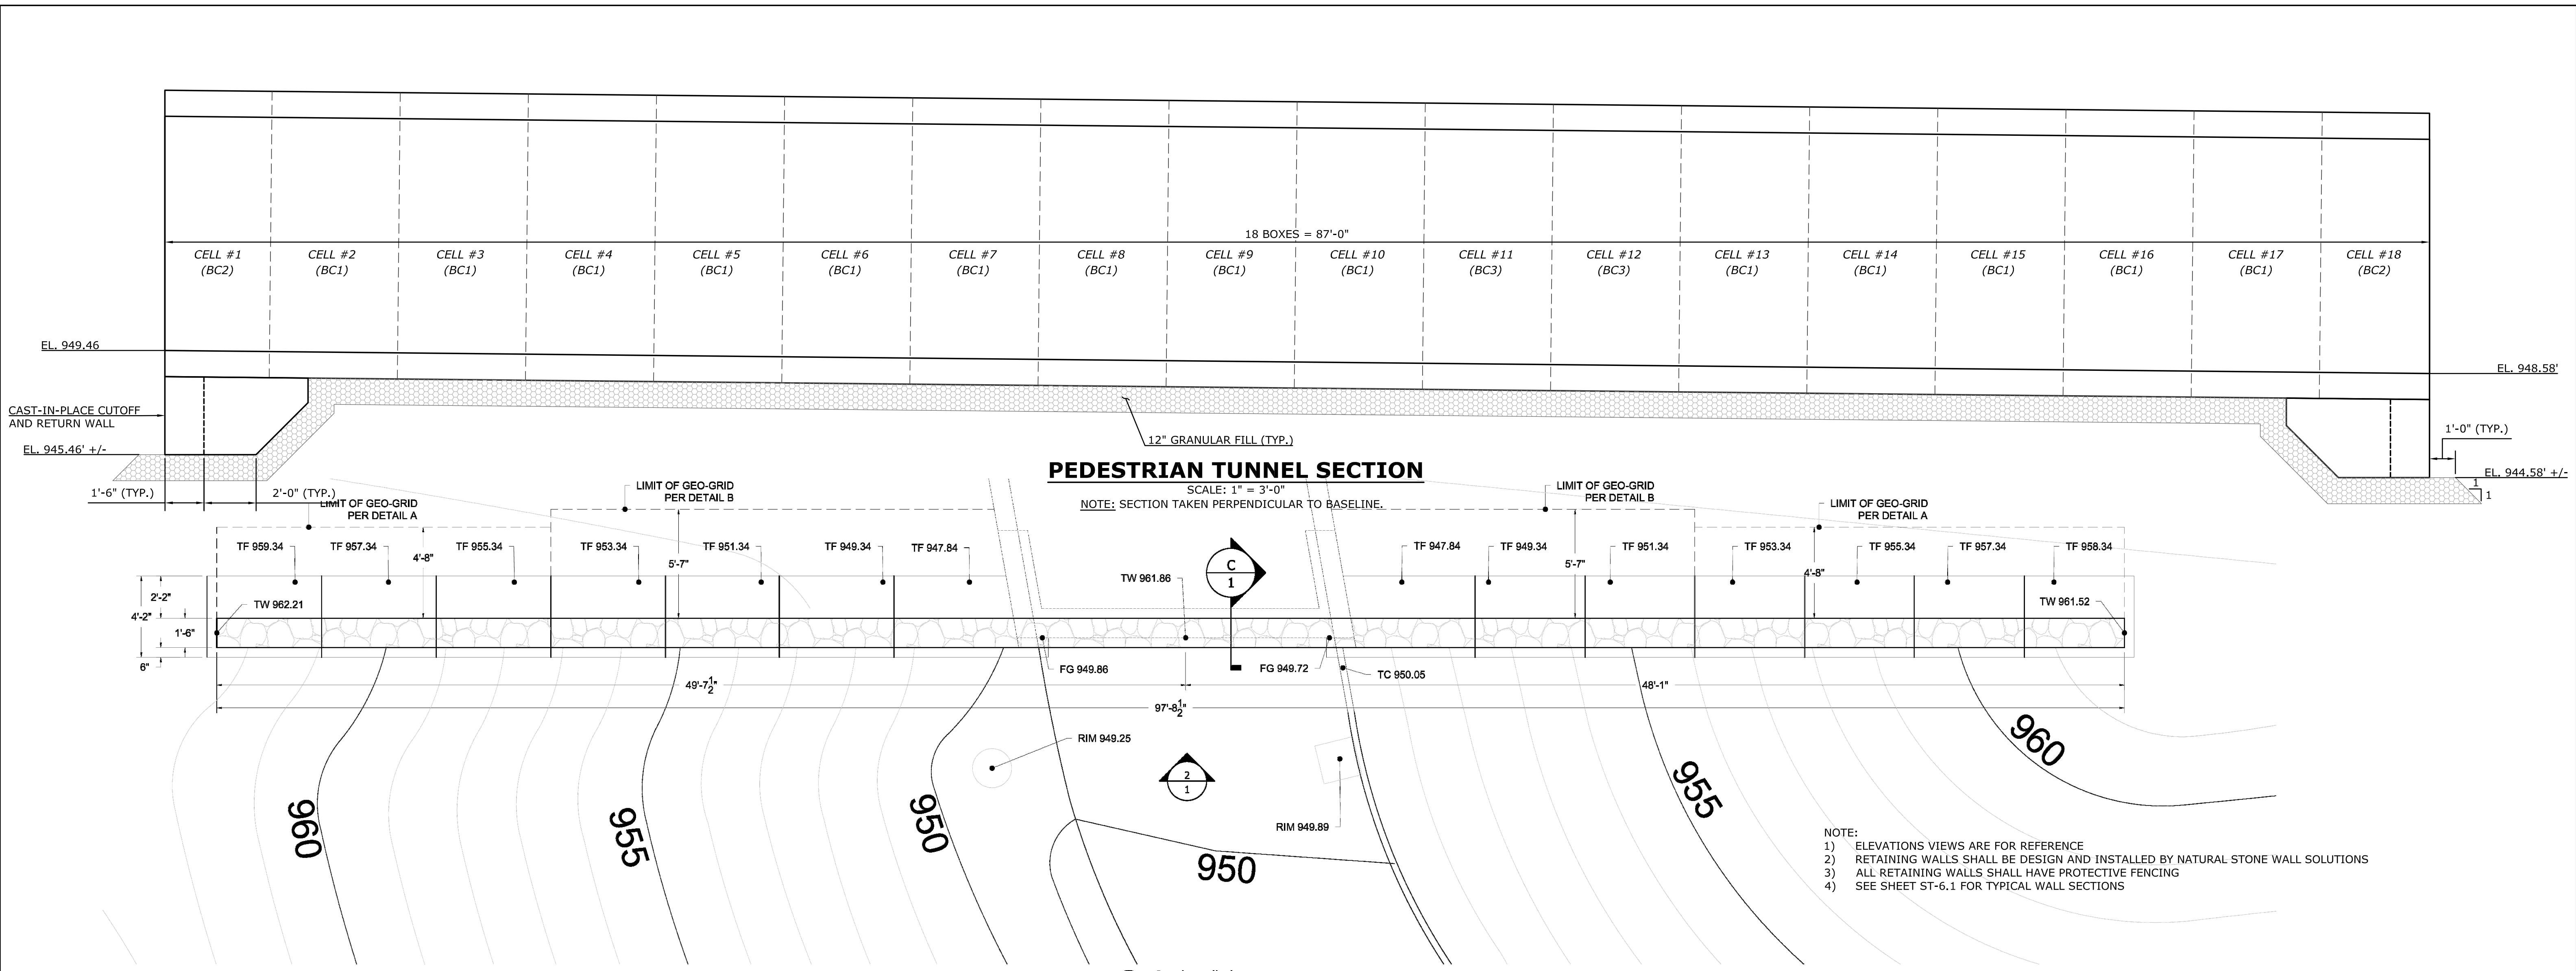 18 BOXES = 87'-0"
CELL #1
(BC2)
CELL #2
(BC1)
CELL #3
(BC1)
CELL #4
(BC1)
CELL #5
(BC1)
CELL #6
(BC1)
CELL #7
(BC1)
CELL #8
(BC1)
CELL #9
(BC1)
CELL #10
(BC1)
CELL #11
(BC3)
CELL #12
(BC3)
CELL #13
(BC1)
CELL #14
(BC1)
CELL #15
(BC1)
CELL #16
(BC1)
CELL #17
(BC1)
CELL #18
(BC2)
EL. 949.46
EL. 948.58'
CAST-IN-PLACE CUTOFF
AND RETURN WALL
EL. 945.46' +/-
1'-6" (TYP.)
2'-0" (TYP.)
12" GRANULAR FILL (TYP.)
1'-0" (TYP.)
EL. 944.58' +/-
1
1
PEDESTRIAN TUNNEL SECTION
SCALE: 1" = 3'-0"
NOTE: SECTION TAKEN PERPENDICULAR TO BASELINE.
LIMIT OF GEO-GRID
PER DETAIL A
LIMIT OF GEO-GRID
PER DETAIL B
LIMIT OF GEO-GRID
PER DETAIL B
LIMIT OF GEO-GRID
PER DETAIL A
TF 959.34
TF 957.34
4'-8"
TF 955.34
TF 953.34
5'-7"
TF 951.34
TF 949.34
TF 947.84
C
1
TF 947.84
TF 949.34
5'-7"
TF 951.34
TF 953.34
4'-8"
TF 955.34
TF 957.34
TF 958.34
2'-2"
4'-2"
1'-6"
6"
TW 962.21
TW 961.86
TW 961.52
FG 949.86
FG 949.72
TC 950.05
49'-7 1/2"
48'-1"
97'-8 1/2"
RIM 949.25
2
1
RIM 949.89
960
955
950
950
955
960
NOTE:
1) ELEVATIONS VIEWS ARE FOR REFERENCE
2) RETAINING WALLS SHALL BE DESIGN AND INSTALLED BY NATURAL STONE WALL SOLUTIONS
3) ALL RETAINING WALLS SHALL HAVE PROTECTIVE FENCING
4) SEE SHEET ST-6.1 FOR TYPICAL WALL SECTIONS